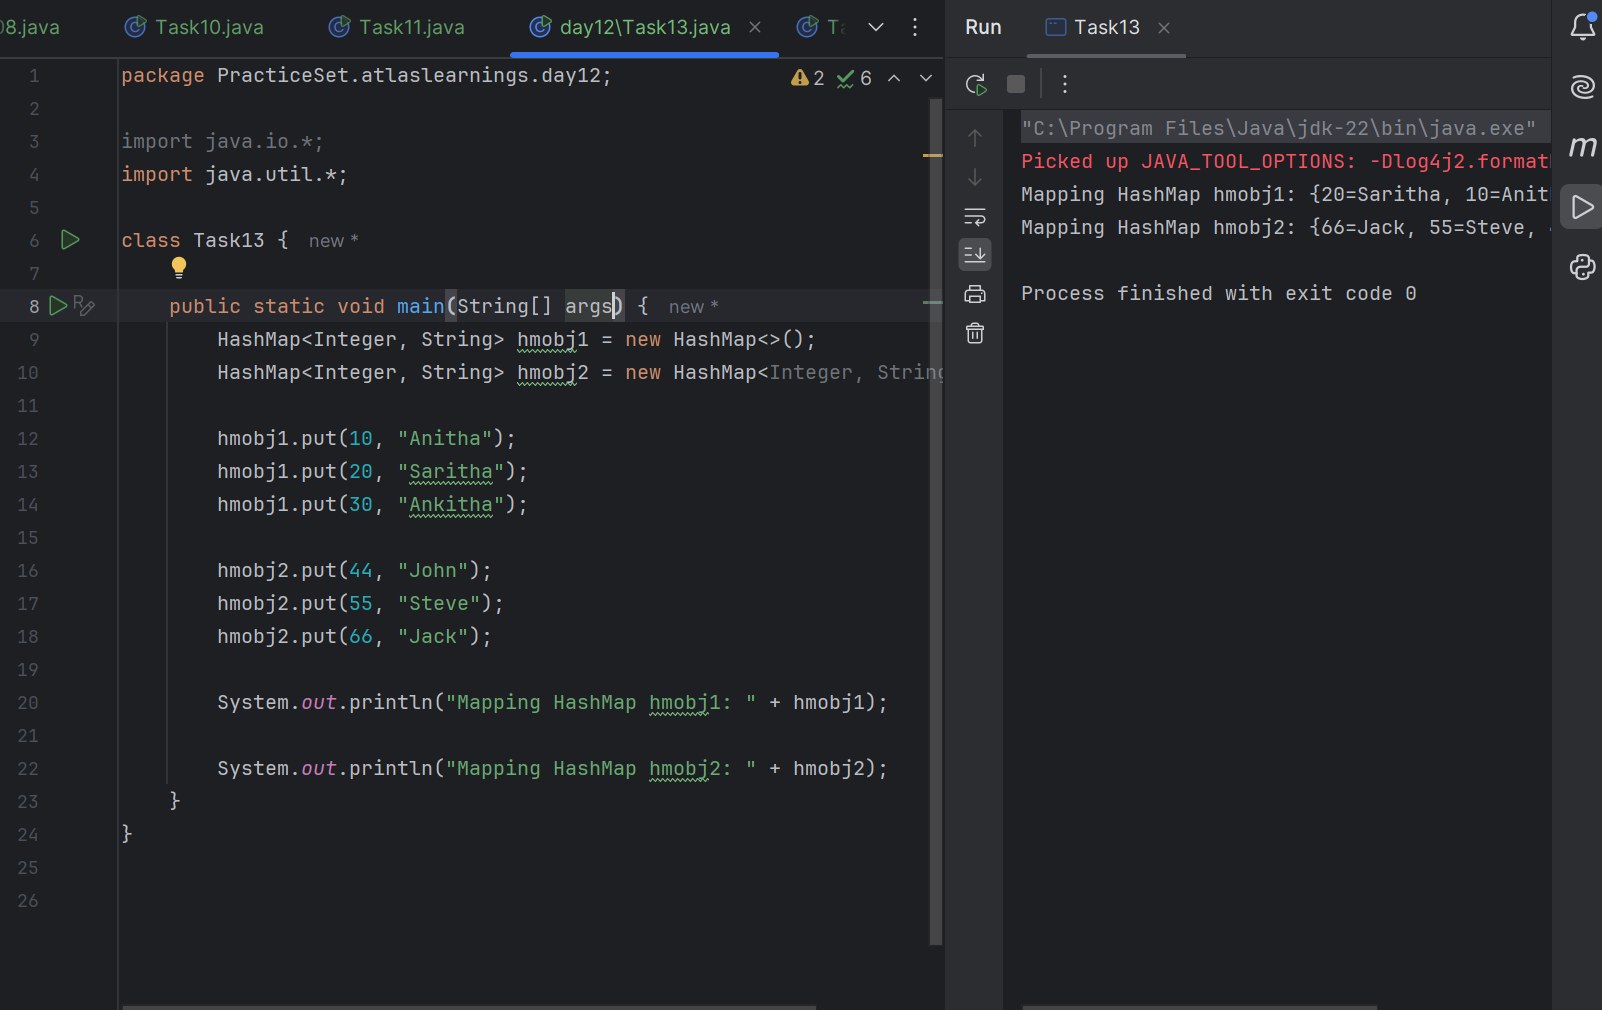 08.java Task10.java Task11.java day12\Task13.java
package PracticeSet.atlaslearnings.day12; 2 6
1
2
3 import java.io.*;
4 import java.util.*;
5
6 class Task13 { new *
7
8 public static void main(String[] args) { new *
9 HashMap<Integer, String> hmobj1 = new HashMap<>();
10 HashMap<Integer, String> hmobj2 = new HashMap<Integer, String
11
12 hmobj1.put(10, "Anitha");
13 hmobj1.put(20, "Saritha");
14 hmobj1.put(30, "Ankitha");
15
16 hmobj2.put(44, "John");
17 hmobj2.put(55, "Steve");
18 hmobj2.put(66, "Jack");
19
20 System.out.println("Mapping HashMap hmobj1: " + hmobj1);
21
22 System.out.println("Mapping HashMap hmobj2: " + hmobj2);
23 }
24 }
25
26
Run Task13
"C:\Program Files\Java\jdk-22\bin\java.exe"
Picked up JAVA_TOOL_OPTIONS: -Dlog4j2.format
Mapping HashMap hmobj1: {20=Saritha, 10=Anit
Mapping HashMap hmobj2: {66=Jack, 55=Steve,
Process finished with exit code 0
m